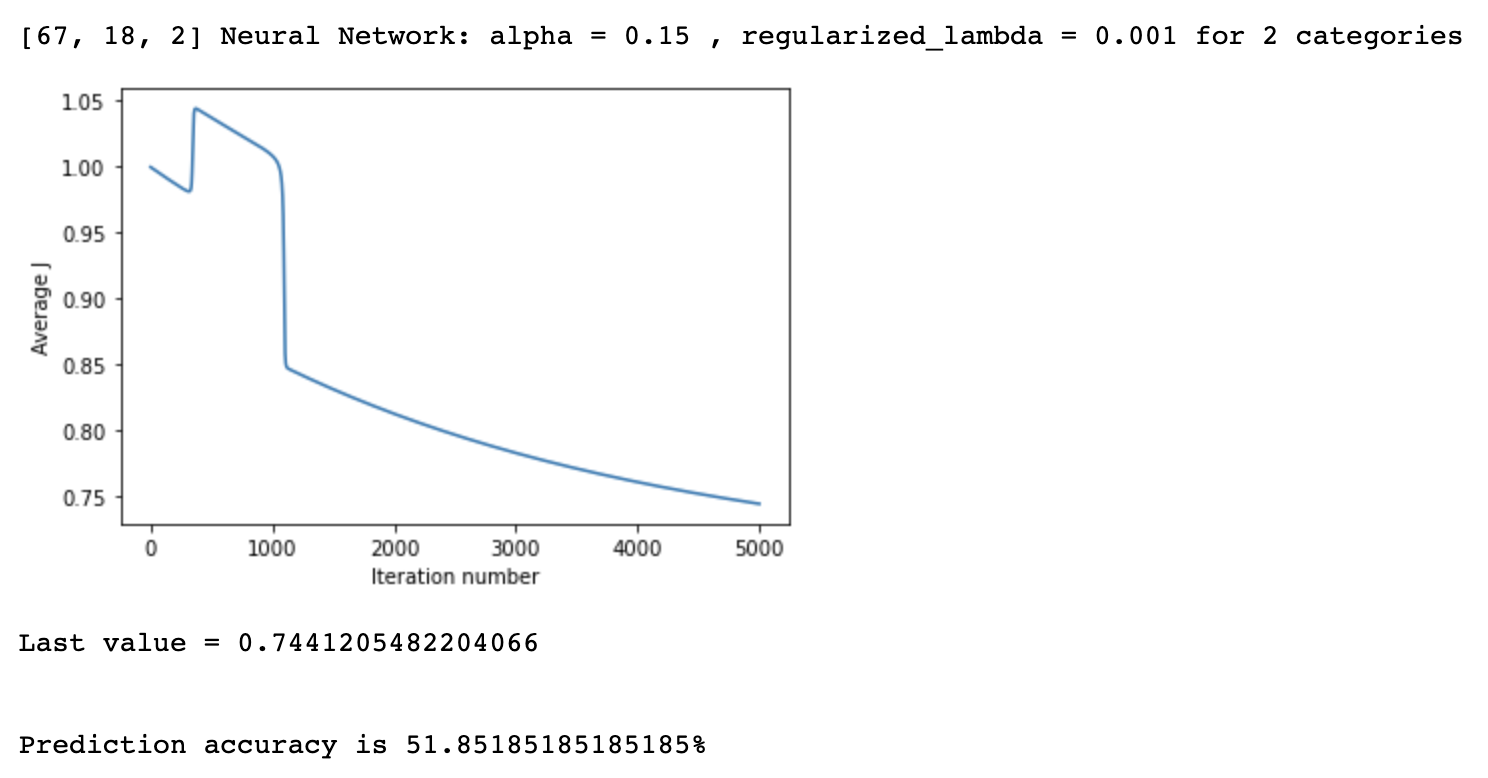 [67, 18, 2] Neural Network: alpha = 0.15 , regularized_lambda = 0.001 for 2 categories
1.05
1.00
0.95
0.90
0.85
0.80
0.75
Average J
0 1000 2000 3000 4000 5000
Iteration number
Last value = 0.7441205482204066
Prediction accuracy is 51.85185185185185%